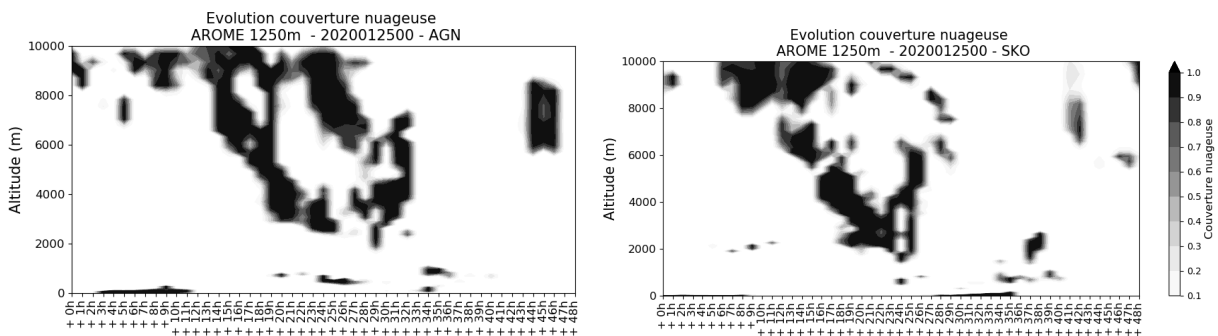 Evolution couverture nuageuse
AROME 1250m - 2020012500 - AGN
Altitude (m)
10000
8000
6000
4000
2000
0
+ 0h
+ 1h
+ 2h
+ 3h
+ 4h
+ 5h
+ 6h
+ 7h
+ 8h
+ 9h
+ 10h
+ 11h
+ 12h
+ 13h
+ 14h
+ 15h
+ 16h
+ 17h
+ 18h
+ 19h
+ 20h
+ 21h
+ 22h
+ 23h
+ 24h
+ 25h
+ 26h
+ 27h
+ 28h
+ 29h
+ 30h
+ 31h
+ 32h
+ 33h
+ 34h
+ 35h
+ 36h
+ 37h
+ 38h
+ 39h
+ 40h
+ 41h
+ 42h
+ 43h
+ 44h
+ 45h
+ 46h
+ 47h
+ 48h
Evolution couverture nuageuse
AROME 1250m - 2020012500 - SKO
Altitude (m)
10000
8000
6000
4000
2000
0
+ 0h
+ 1h
+ 2h
+ 3h
+ 4h
+ 5h
+ 6h
+ 7h
+ 8h
+ 9h
+ 10h
+ 11h
+ 12h
+ 13h
+ 14h
+ 15h
+ 16h
+ 17h
+ 18h
+ 19h
+ 20h
+ 21h
+ 22h
+ 23h
+ 24h
+ 25h
+ 26h
+ 27h
+ 28h
+ 29h
+ 30h
+ 31h
+ 32h
+ 33h
+ 34h
+ 35h
+ 36h
+ 37h
+ 38h
+ 39h
+ 40h
+ 41h
+ 42h
+ 43h
+ 44h
+ 45h
+ 46h
+ 47h
+ 48h
1.0
0.9
0.8
0.7
0.6
0.5
0.4
0.3
0.2
0.1
Couverture nuageuse